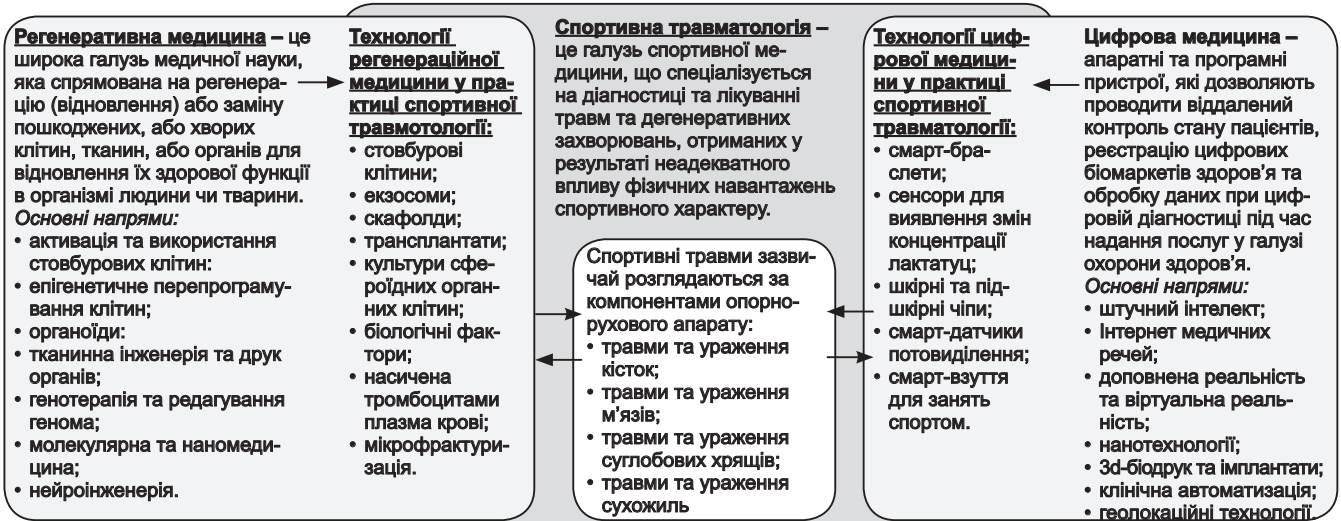 Регенеративна медицина – це
широка галузь медичної науки,
яка спрямована на регенера-
цію (відновлення) або заміну
пошкоджених, або хворих
клітин, тканин, або органів для
відновлення їх здорової функції
в організмі людини чи тварини.
Основні напрями:
• активація та використання
стовбурових клітин:
• епігенетичне перепрограму-
вання клітин;
• органоїди:
• тканинна інженерія та друк
органів;
• генотерапія та редагування
генома;
• молекулярна та наномеди-
цина;
• нейроінженерія.
Технології
регенераційної
медицини у пра-
ктиці спортивної
травмотології:
• стовбурові
клітини;
• екзосоми;
• скафолди;
• трансплантати;
• культури сфе-
роїдних орган-
них клітин;
• біологічні фак-
тори;
• насичена
тромбоцитами
плазма крові;
• мікрофрактури-
зація.
Спортивна травматологія –
це галузь спортивної ме-
дицини, що спеціалізується
на діагностиці та лікуванні
травм та дегенеративних
захворювань, отриманих у
результаті неадекватного
впливу фізичних навантажень
спортивного характеру.
Спортивні травми зазви-
чай розглядаються за
компонентами опорно-
рухового апарату:
• травми та ураження
кісток;
• травми та ураження
м’язів;
• травми та ураження
суглобових хрящів;
• травми та ураження
сухожиль
Технології циф-
рової медици-
ни у практиці
спортивної
травматології:
• смарт-бра-
слети;
• сенсори для
виявлення змін
концентрації
лактатуц;
• шкірні та під-
шкірні чіпи;
• смарт-датчики
потовиділення;
• смарт-взуття
для занять
спортом.
Цифрова медицина –
апаратні та програмні
пристрої, які дозволяють
проводити віддалений
контроль стану пацієнтів,
реєстрацію цифрових
біомаркетів здоров’я та
обробку даних при циф-
ровій діагностиці під час
надання послуг у галузі
охорони здоров’я.
Основні напрями:
• штучний інтелект;
• Інтернет медичних
речей;
• доповнена реальність
та віртуальна реаль-
ність;
• нанотехнології;
• 3d-біодрук та імплантати;
• клінічна автоматизація;
• геолокаційні технології